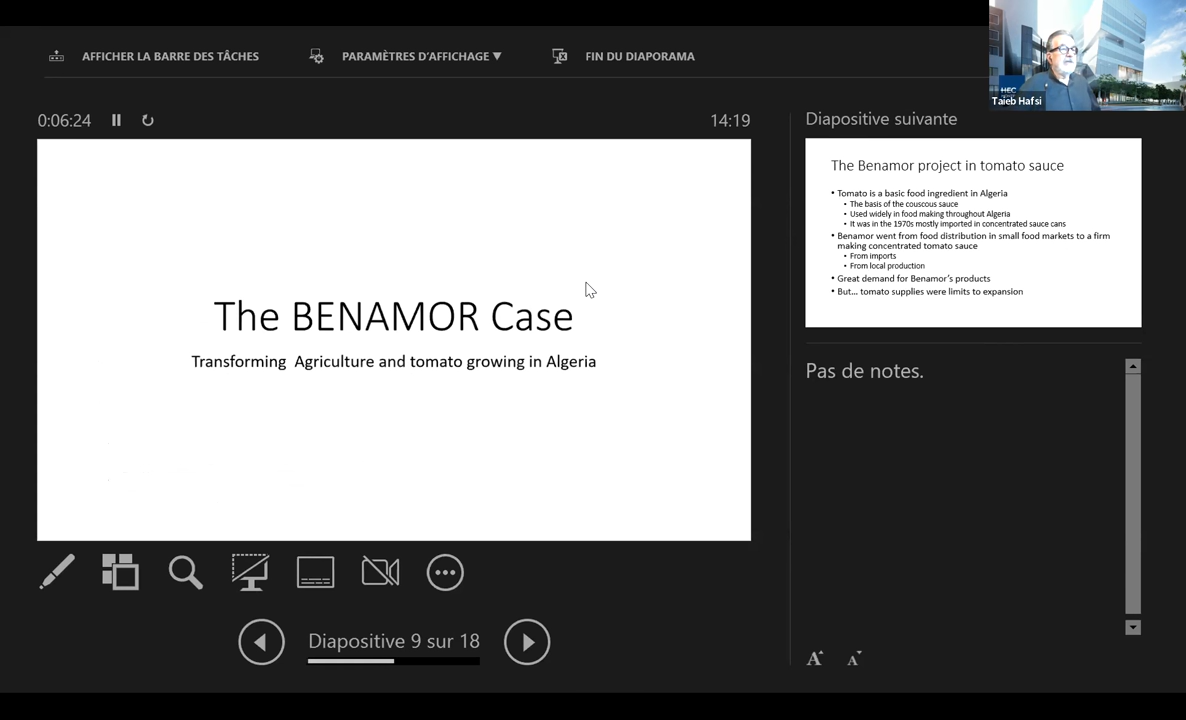 AFFICHER LA BARRE DES TÂCHES
PARAMÈTRES D'AFFICHAGE ▼
FIN DU DIAPORAMA
HEC
Taieb Hafsi
0:06:24
14:19
The BENAMOR Case
Transforming Agriculture and tomato growing in Algeria
Diapositive suivante
The Benamor project in tomato sauce
• Tomato is a basic food ingredient in Algeria
• The basis of the couscous sauce
• Used widely in food making throughout Algeria
• It was in the 1970s mostly imported in concentrated sauce cans
• Benamor went from food distribution in small food markets to a firm
making concentrated tomato sauce
• From imports
• From local production
• Great demand for Benamor's products
• But... tomato supplies were limits to expansion
Pas de notes.
Diapositive 9 sur 18
A A